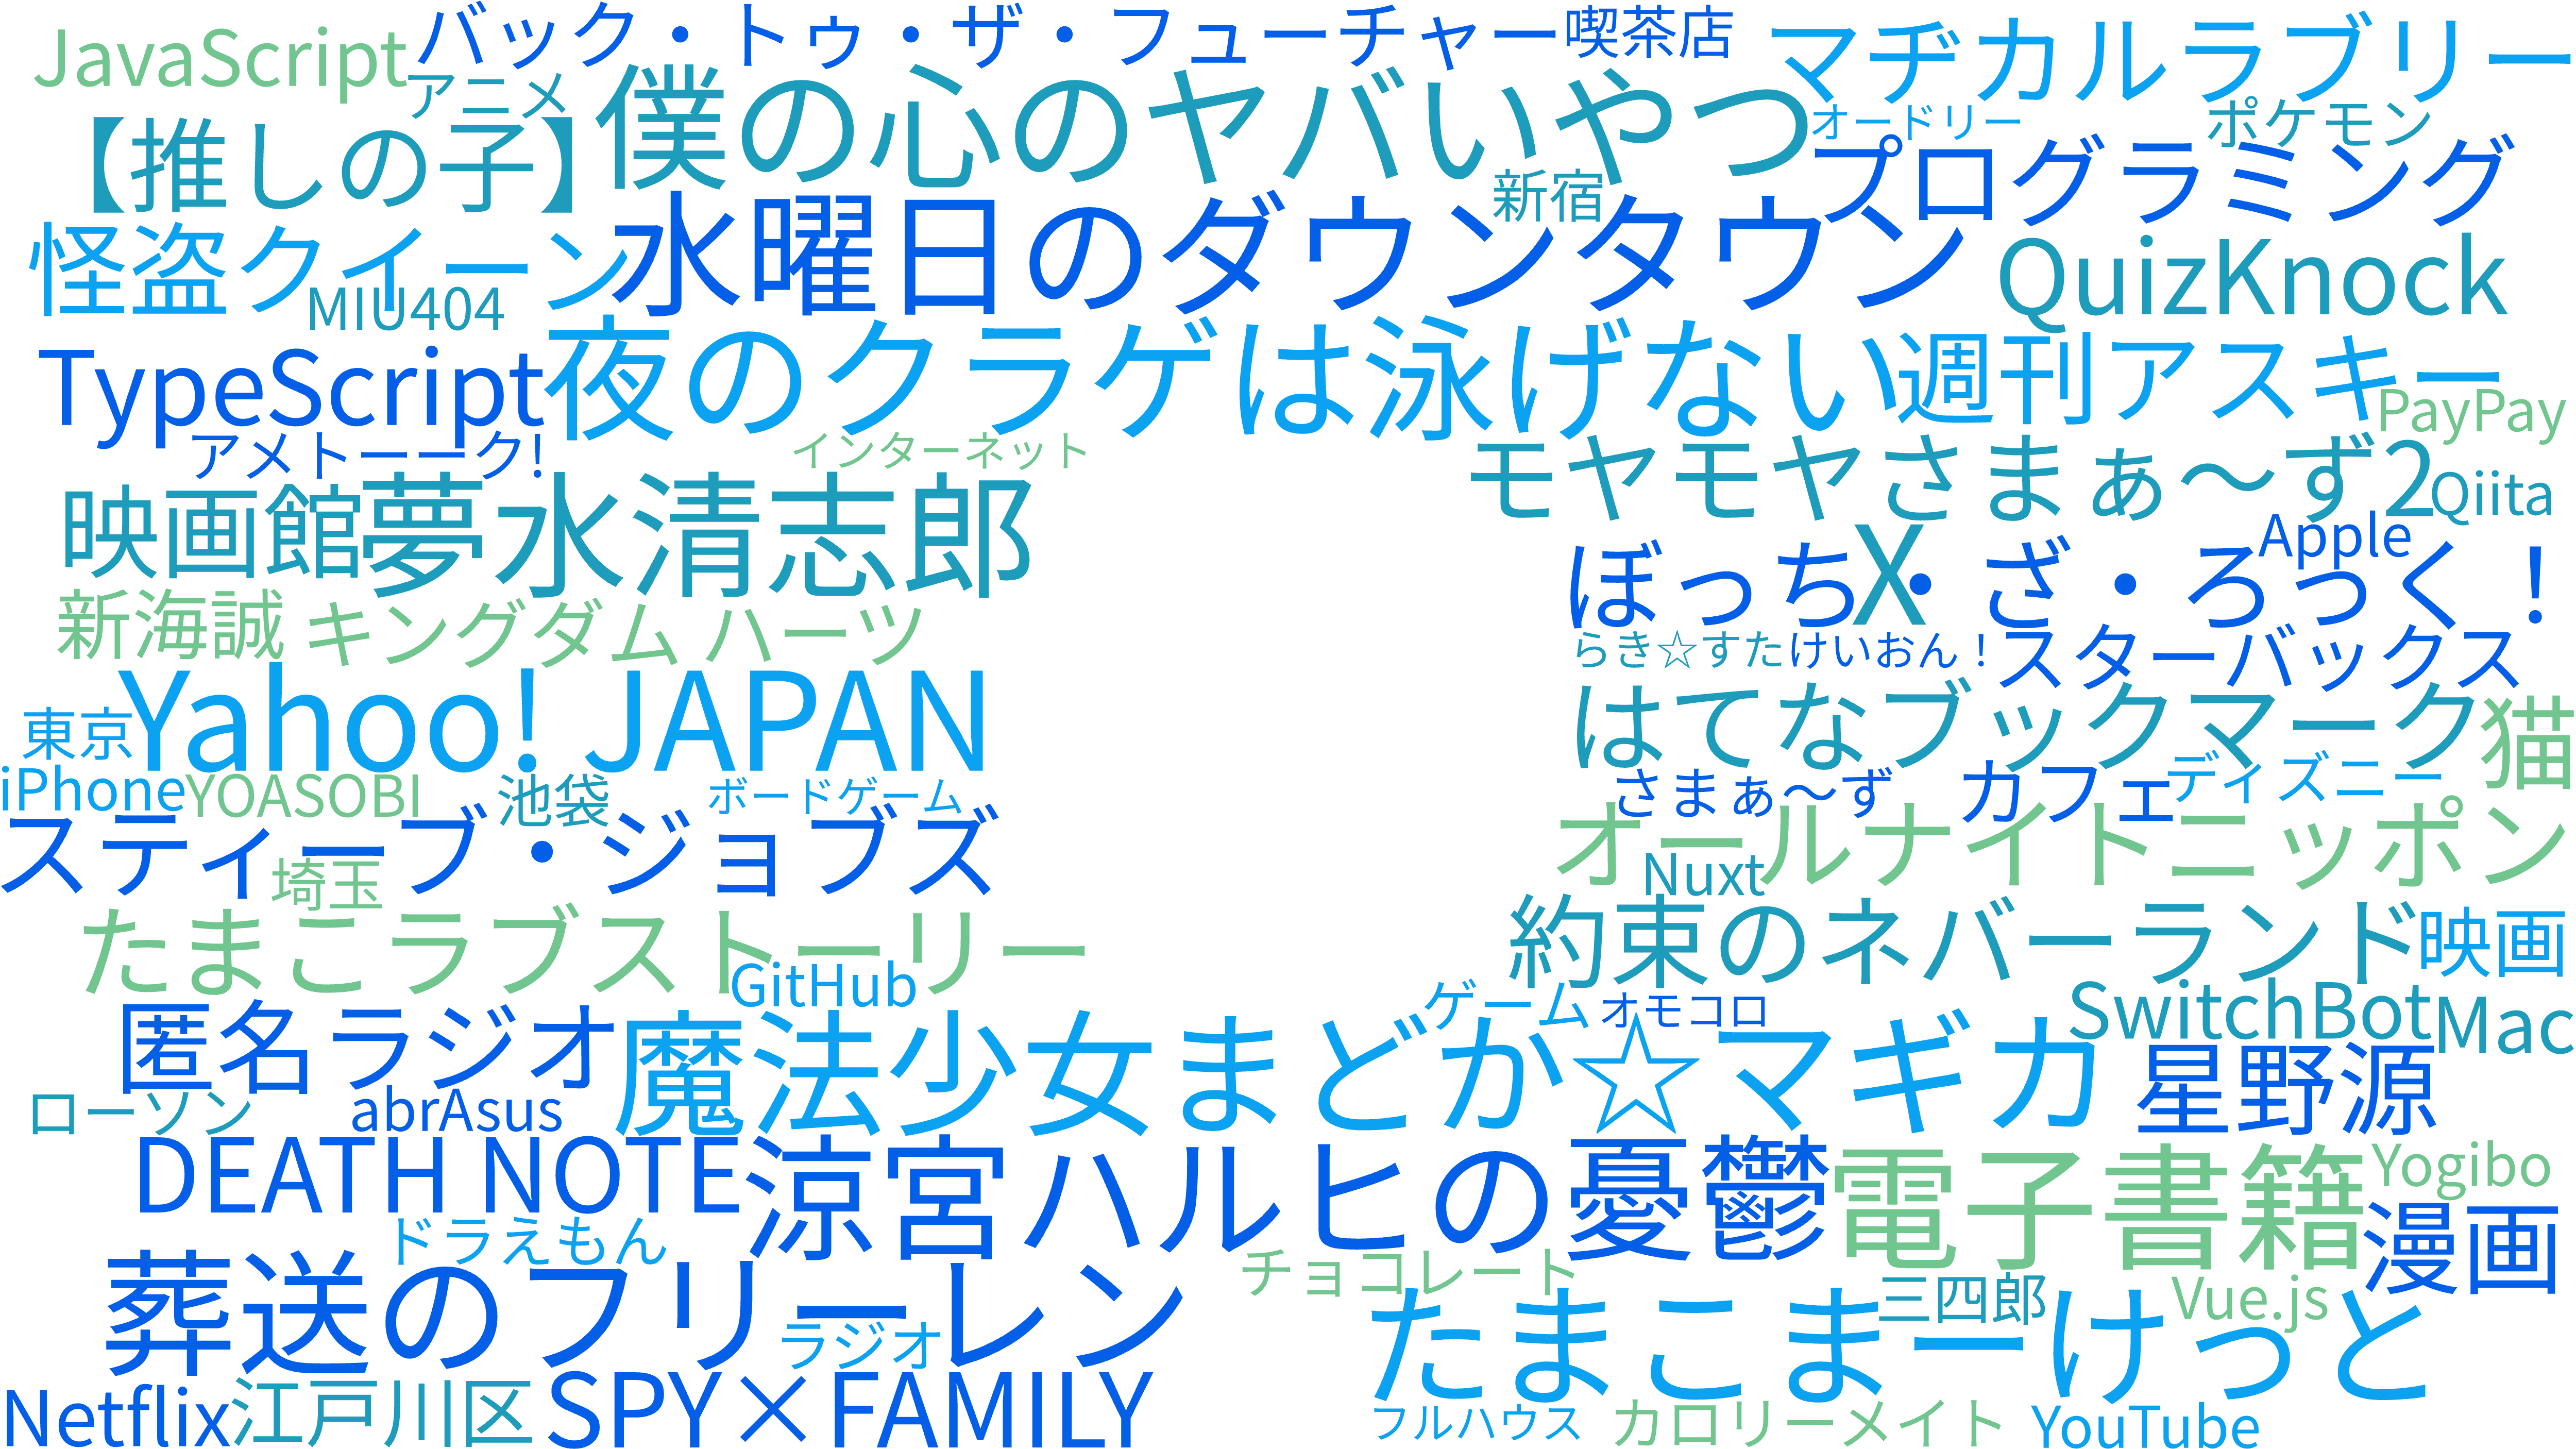 JavaScript
バック・トゥ・ザ・フューチャー
喫茶店
マヂカルラブリー
アニメ
僕の心のヤバいやつ
オードリー
ポケモン
【推しの子】
プログラミング
新宿
怪盗クイーン
水曜日のダウンタウン
QuizKnock
MIU404
TypeScript
夜のクラゲは泳げない
週刊アスキー
PayPay
アメトーーク!
インターネット
モヤモヤさまぁ～ず2
Qiita
映画館
夢水清志郎
Apple
ぼっち・ざ・ろっく！
X
新海誠
キングダム ハーツ
らき☆すた
けいおん！
スターバックス
Yahoo! JAPAN
はてなブックマーク
猫
東京
iPhone
YOASOBI
池袋
ボードゲーム
さまぁ～ず
カフェ
ディズニー
スティーブ・ジョブズ
オールナイトニッポン
埼玉
Nuxt
たまこラブストーリー
約束のネバーランド
映画
GitHub
ゲーム
オモコロ
SwitchBot
Mac
匿名ラジオ
魔法少女まどか☆マギカ
星野源
ローソン
abrAsus
DEATH NOTE
涼宮ハルヒの憂鬱
電子書籍
Yogibo
ドラえもん
漫画
葬送のフリーレン
チョコレート
三四郎
Vue.js
ラジオ
たまこまーけっと
Netflix
江戸川区
SPY×FAMILY
フルハウス
カロリーメイト
YouTube